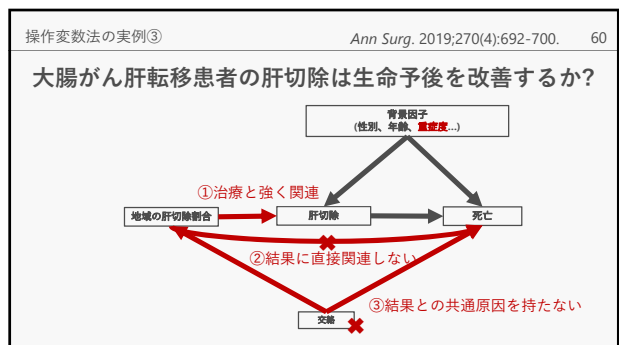 操作変数法の実例③
Ann Surg. 2019;270(4):692-700.
60
大腸がん肝転移患者の肝切除は生命予後を改善するか?
背景因子
(性別、年齢、重症度…)
①治療と強く関連
地域の肝切除割合
肝切除
死亡
②結果に直接関連しない
③結果との共通原因を持たない
交絡